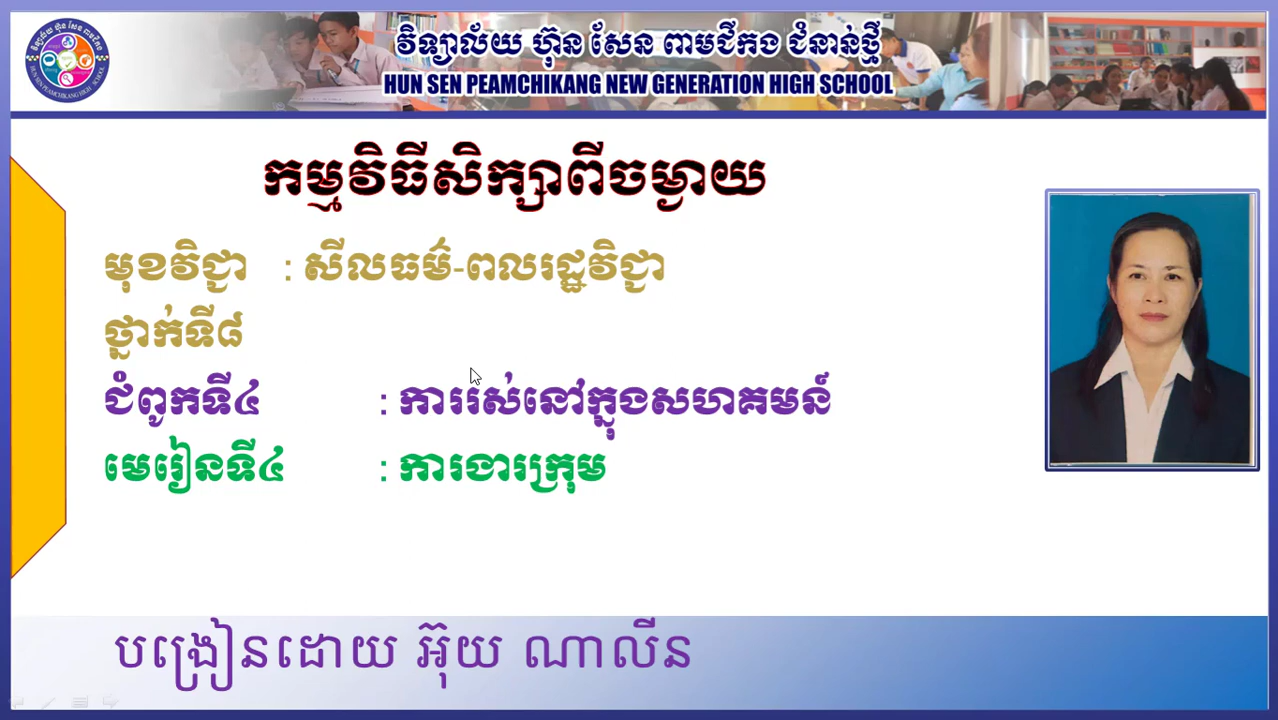 វិទ្យាល័យ ហ៊ុន សែន ពាមជីកង ជំនាន់ថ្មី
HUN SEN PEAMCHIKANG NEW GENERATION HIGH SCHOOL
កម្មវិធីសិក្សាពីចម្ងាយ
មុខវិជ្ជា : សីលធម៌-ពលរដ្ឋវិជ្ជា
ថ្នាក់ទី៨
ជំពូកទី៤ : ការរស់នៅក្នុងសហគមន៍
មេរៀនទី៤ : ការងារក្រុម
បង្រៀនដោយ អ៊ុយ ណាលីន